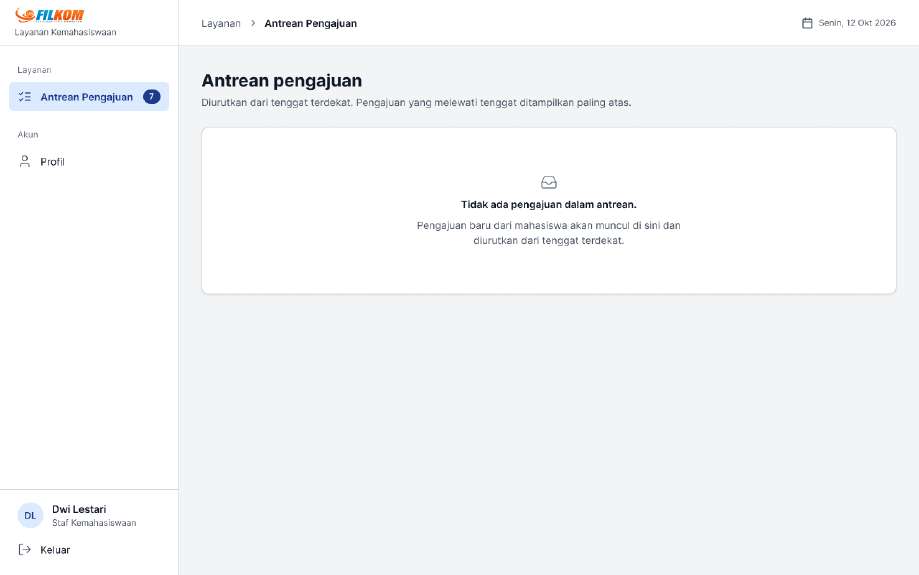 FILKOM
Layanan Kemahasiswaan
Layanan
Antrean Pengajuan 7
Akun
Profil
Dwi Lestari
DL
Staf Kemahasiswaan
Keluar
Layanan > Antrean Pengajuan
Senin, 12 Okt 2026
Antrean pengajuan
Diurutkan dari tenggat terdekat. Pengajuan yang melewati tenggat ditampilkan paling atas.
Tidak ada pengajuan dalam antrean.
Pengajuan baru dari mahasiswa akan muncul di sini dan
diurutkan dari tenggat terdekat.